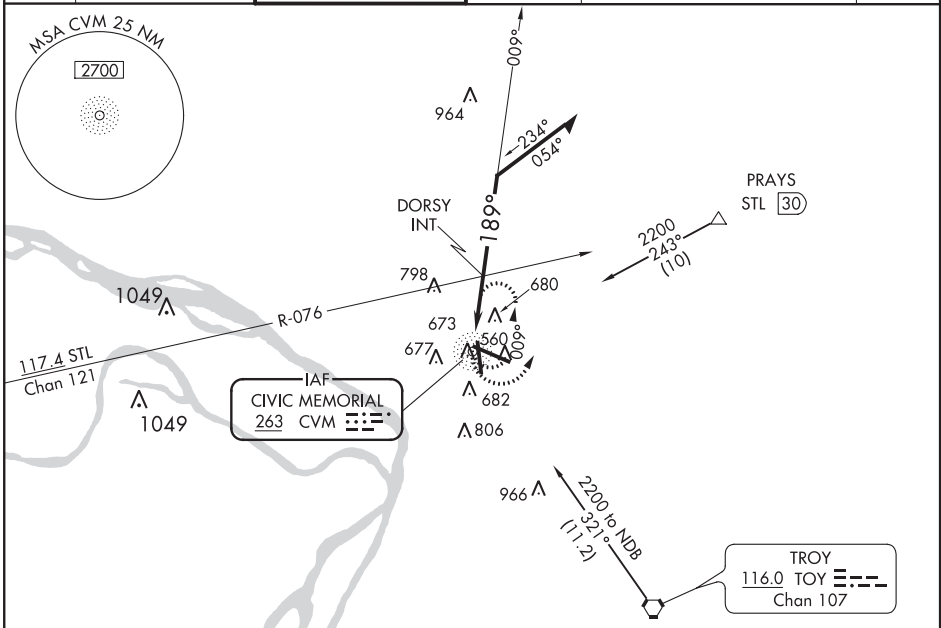 MSA CVM 25 NM
2700
009°
964
234°
054°
189°
DORSY
INT
PRAYS
STL 30
2200
243°
(10)
798
680
1049
R-076
673
560
009°
677
117.4 STL
Chan 121
IAF
CIVIC MEMORIAL
263 CVM
682
1049
806
966
2200 to NDB
321°
(11.2)
TROY
116.0 TOY
Chan 107